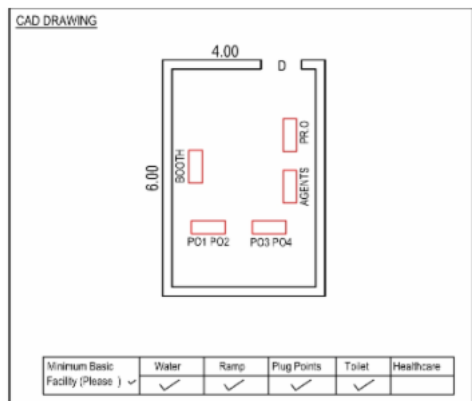 CAD DRAWING
4.00
D
PR.O
BOOTH
6.00
AGENTS
PO1 PO2 PO3 PO4
Minimum Basic Water Ramp Plug Points Toilet Healthcare
Facility (Please ) ✓ ✓ ✓ ✓ ✓